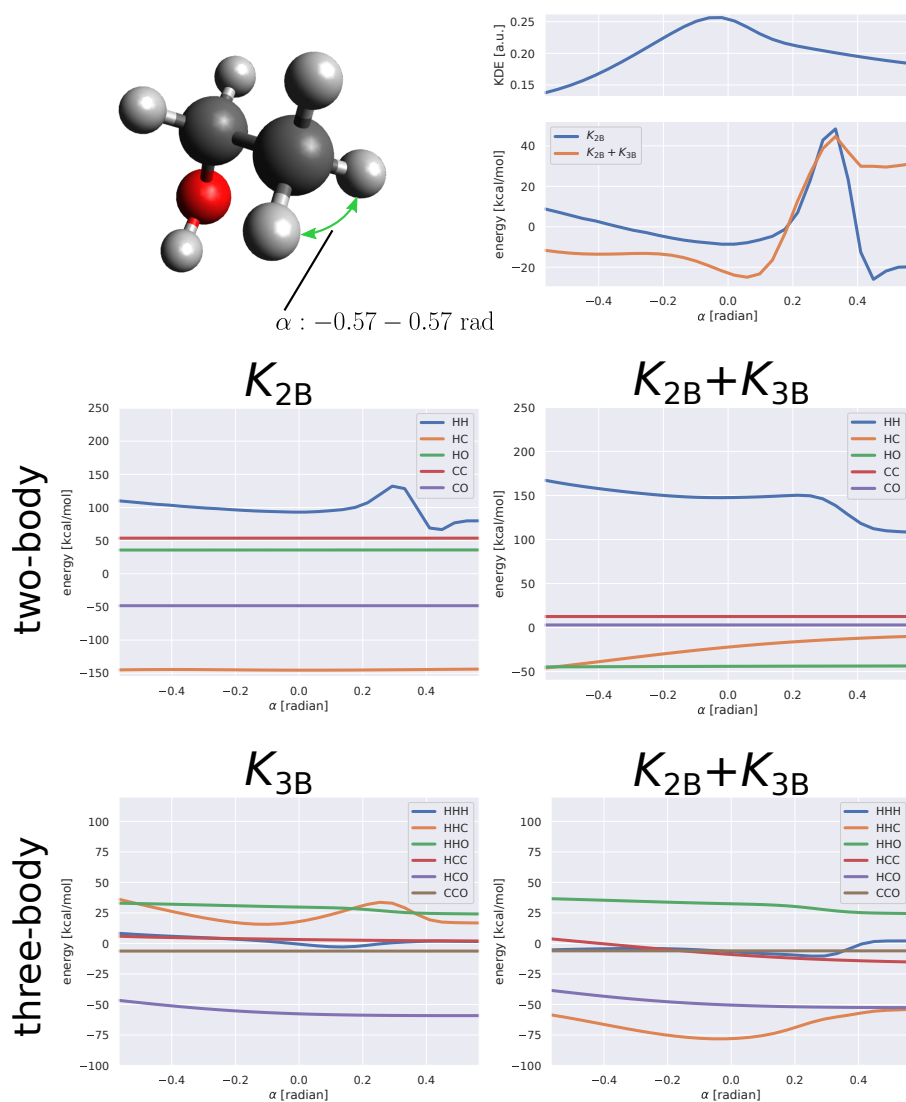 KDE [a.u.]
0.25
0.20
0.15
energy [kcal/mol]
40
20
0
−20
K2B
K2B + K3B
−0.4 −0.2 0.0 0.2 0.4
α [radian]
α : −0.57 − 0.57 rad
two-body
K2B
energy [kcal/mol]
250
200
150
100
50
0
−50
−100
−150
HH
HC
HO
CC
CO
−0.4 −0.2 0.0 0.2 0.4
α [radian]
K2B+K3B
energy [kcal/mol]
250
200
150
100
50
0
−50
HH
HC
HO
CC
CO
−0.4 −0.2 0.0 0.2 0.4
α [radian]
three-body
K3B
energy [kcal/mol]
100
75
50
25
0
−25
−50
−75
−100
HHH
HHC
HHO
HCC
HCO
CCO
−0.4 −0.2 0.0 0.2 0.4
α [radian]
K2B+K3B
energy [kcal/mol]
100
75
50
25
0
−25
−50
−75
−100
HHH
HHC
HHO
HCC
HCO
CCO
−0.4 −0.2 0.0 0.2 0.4
α [radian]